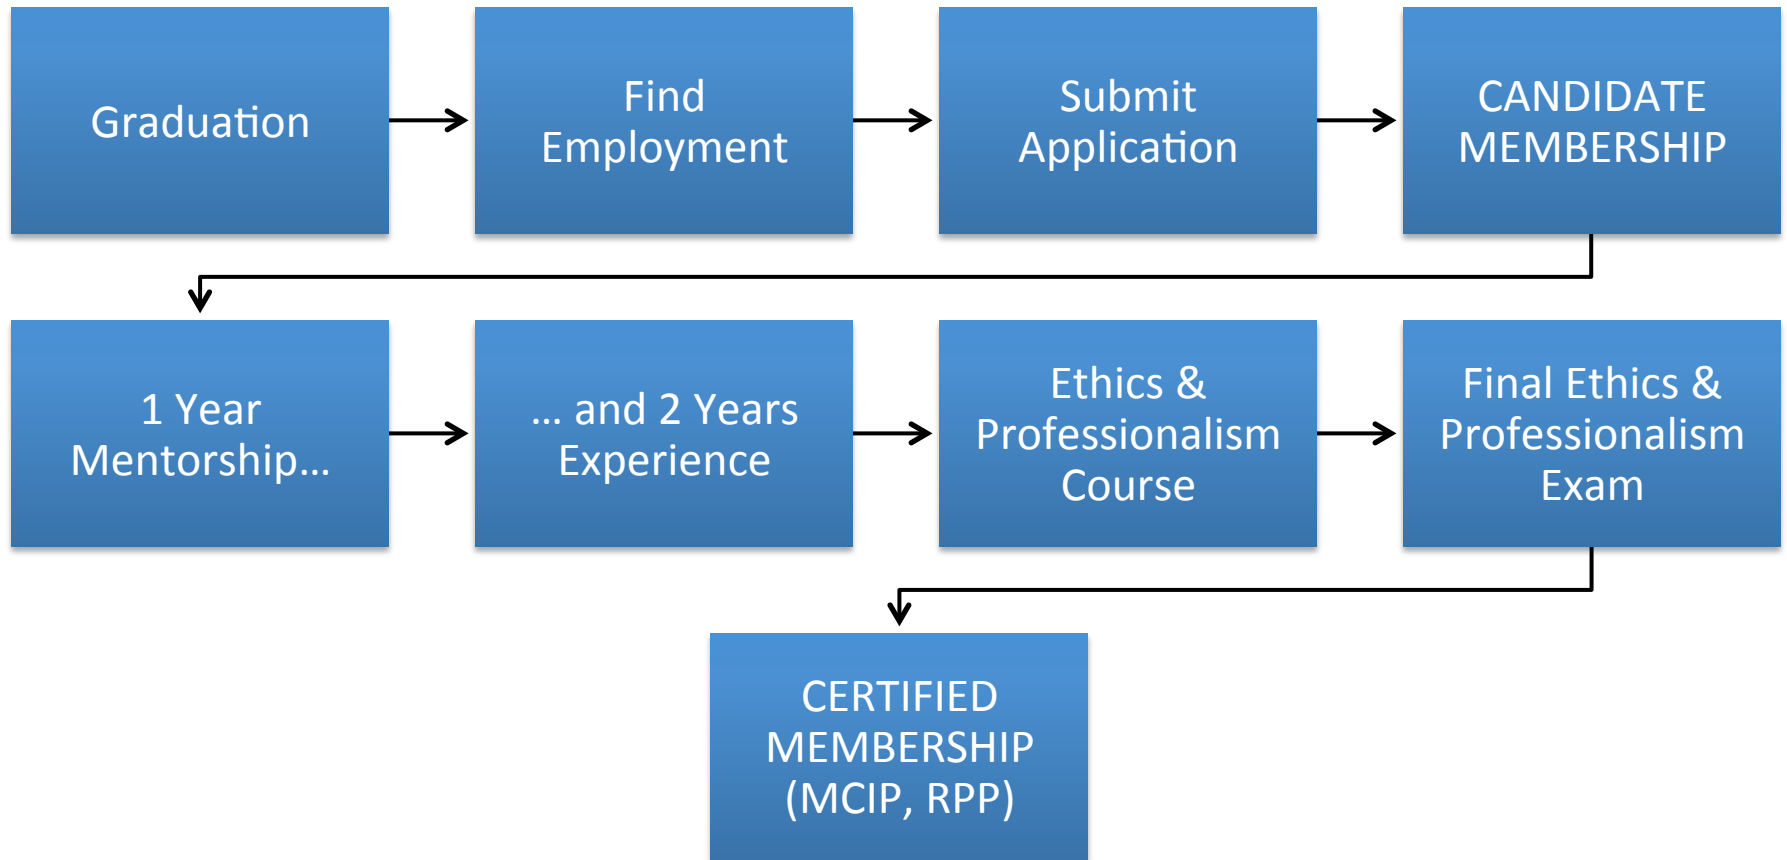 Graduation
Find
Employment
Submit
Application
CANDIDATE
MEMBERSHIP
1 Year
Mentorship...
... and 2 Years
Experience
Ethics &
Professionalism
Course
Final Ethics &
Professionalism
Exam
CERTIFIED
MEMBERSHIP
(MCIP, RPP)